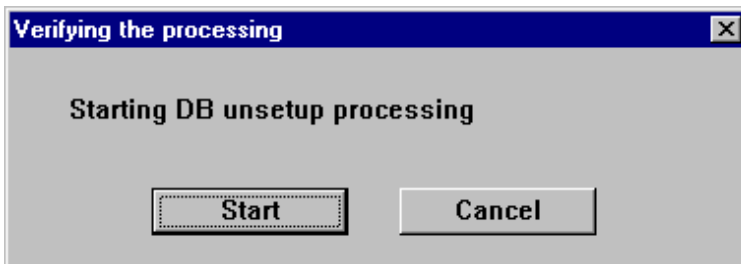 Verifying the processing
Starting DB unsetup processing
Start
Cancel